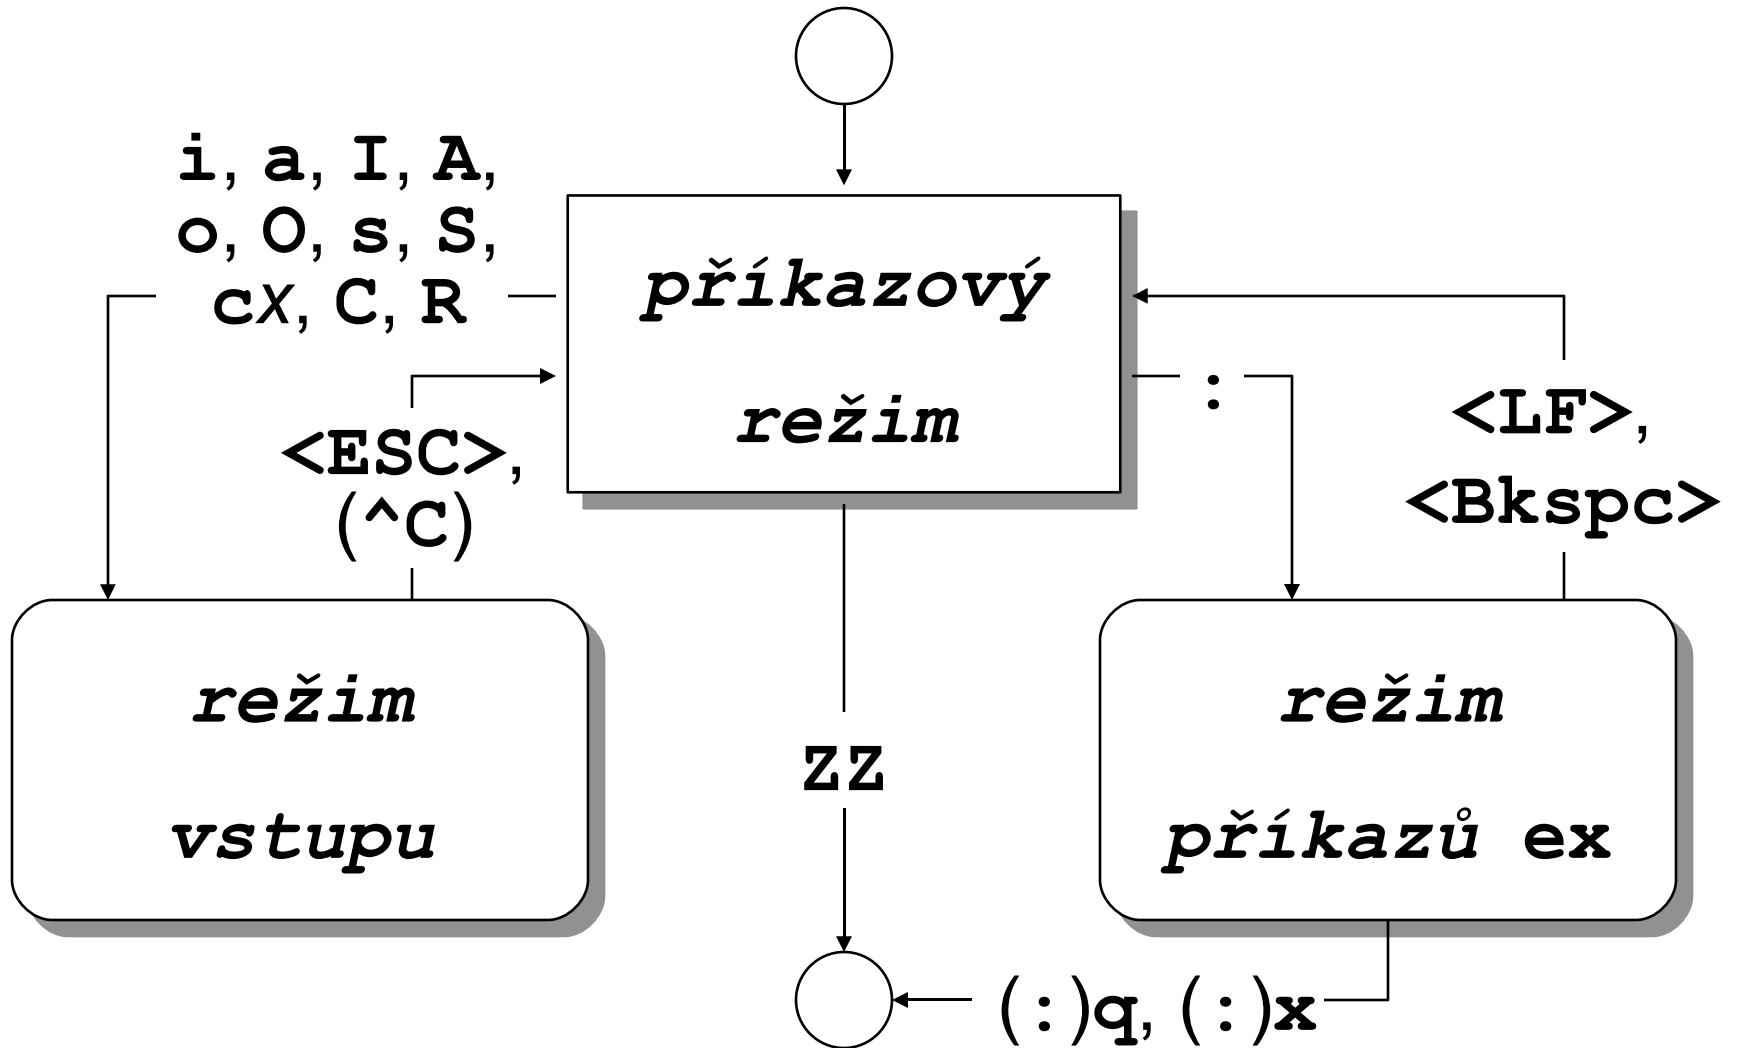 i, a, I, A,
o, O, s, S,
cX, C, R
příkazový
režim
:
<LF>,
<Bkspc>
<ESC>,
(^C)
režim
vstupu
ZZ
režim
příkazů ex
(:)q, (:)x